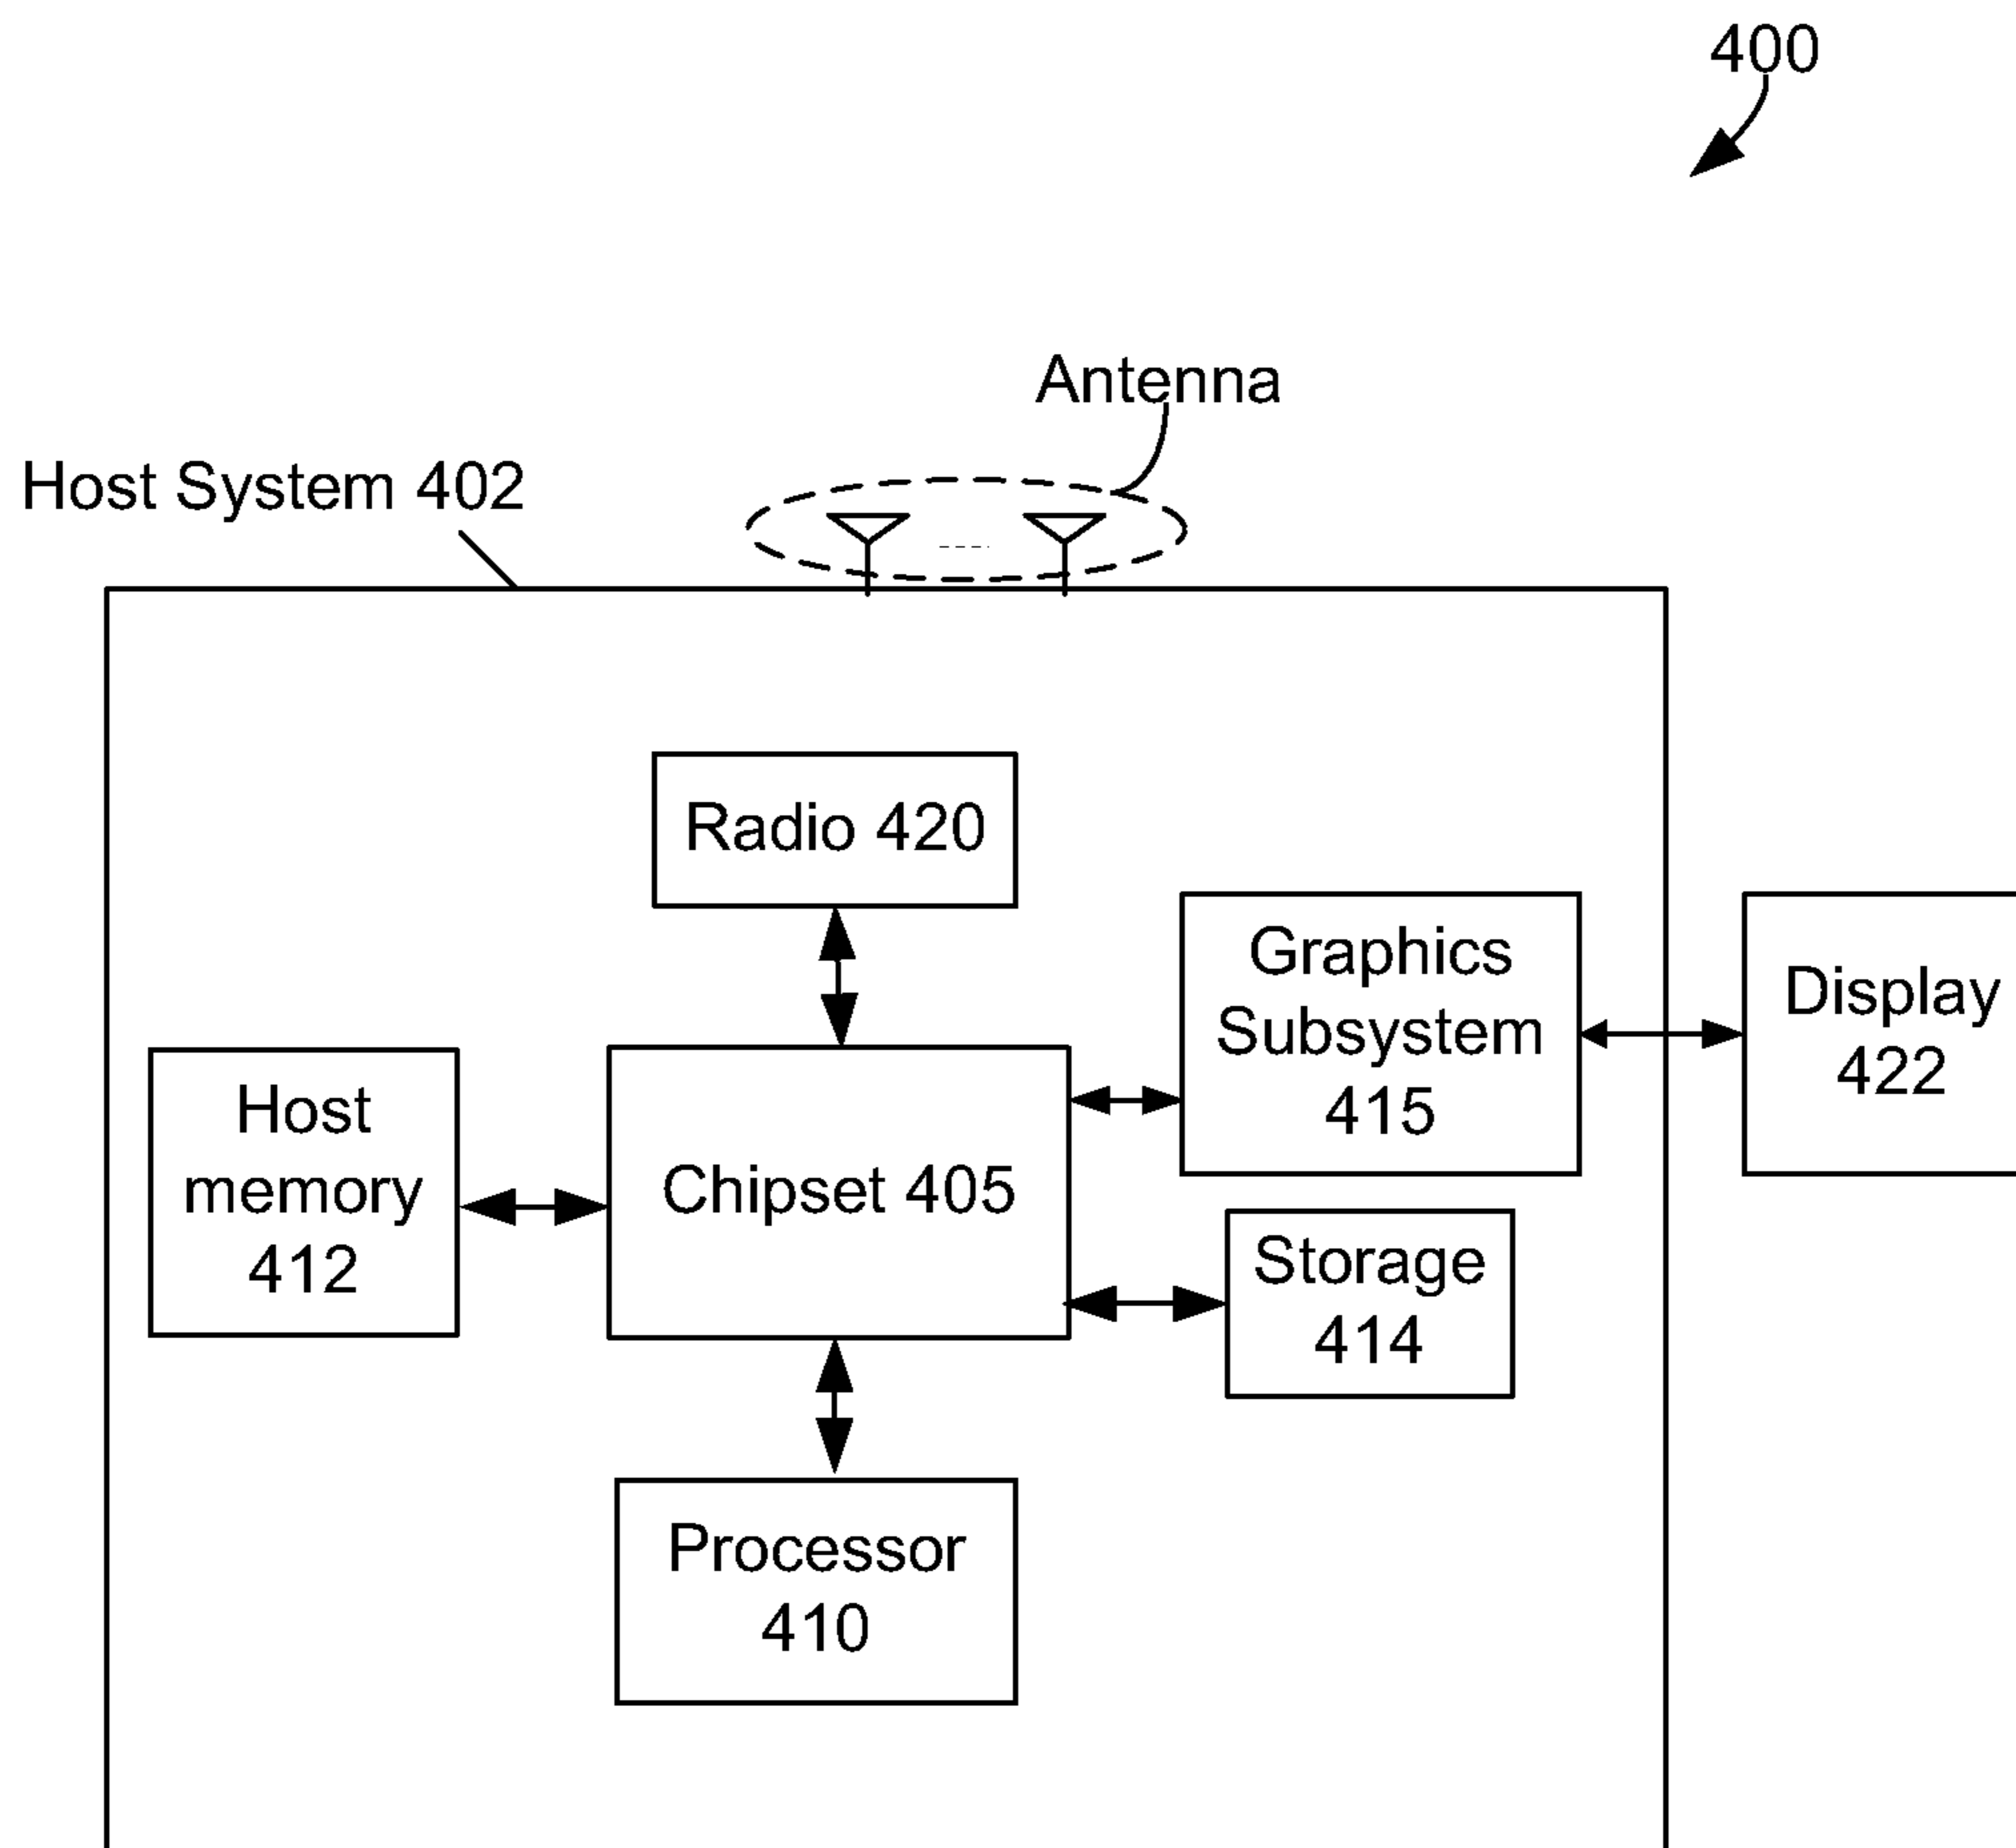 400
Antenna
Host System 402
Radio 420
Graphics
Subsystem
415
Display
422
Host
memory
412
Chipset 405
Storage
414
Processor
410